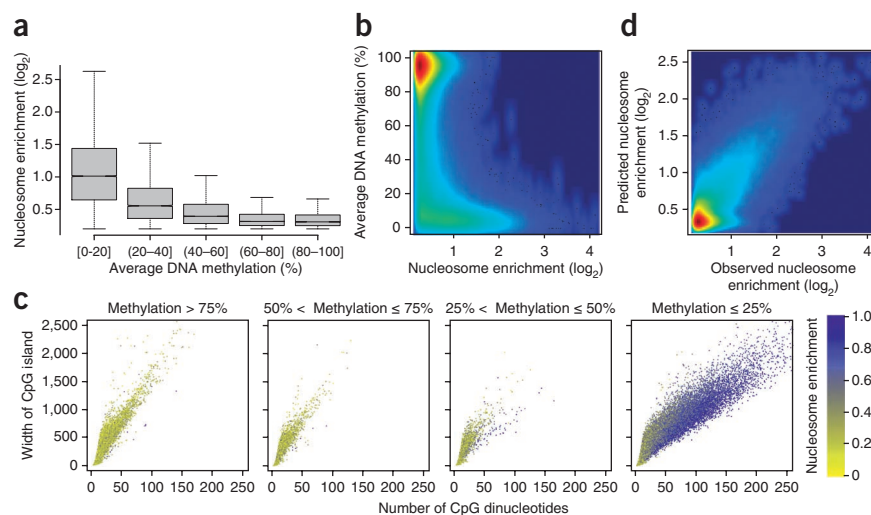 a
Nucleosome enrichment (log2)
2.5
2.0
1.5
1.0
0.5
[0-20]
(20–40]
(40–60]
(60–80]
(80–100]
Average DNA methylation (%)
b
Average DNA methylation (%)
100
80
60
40
20
0
1
2
3
4
Nucleosome enrichment (log2)
d
Predicted nucleosome
enrichment (log2)
2.5
2.0
1.5
1.0
0.5
1
2
3
4
Observed nucleosome
enrichment (log2)
c
Methylation > 75%
50% < Methylation ≤ 75%
25% < Methylation ≤ 50%
Methylation ≤ 25%
Width of CpG island
2,500
2,000
1,500
1,000
500
0
0 50 100 150 200 250
0 50 100 150 200 250
0 50 100 150 200 250
0 50 100 150 200 250
Number of CpG dinucleotides
Nucleosome enrichment
1.0
0.8
0.6
0.4
0.2
0